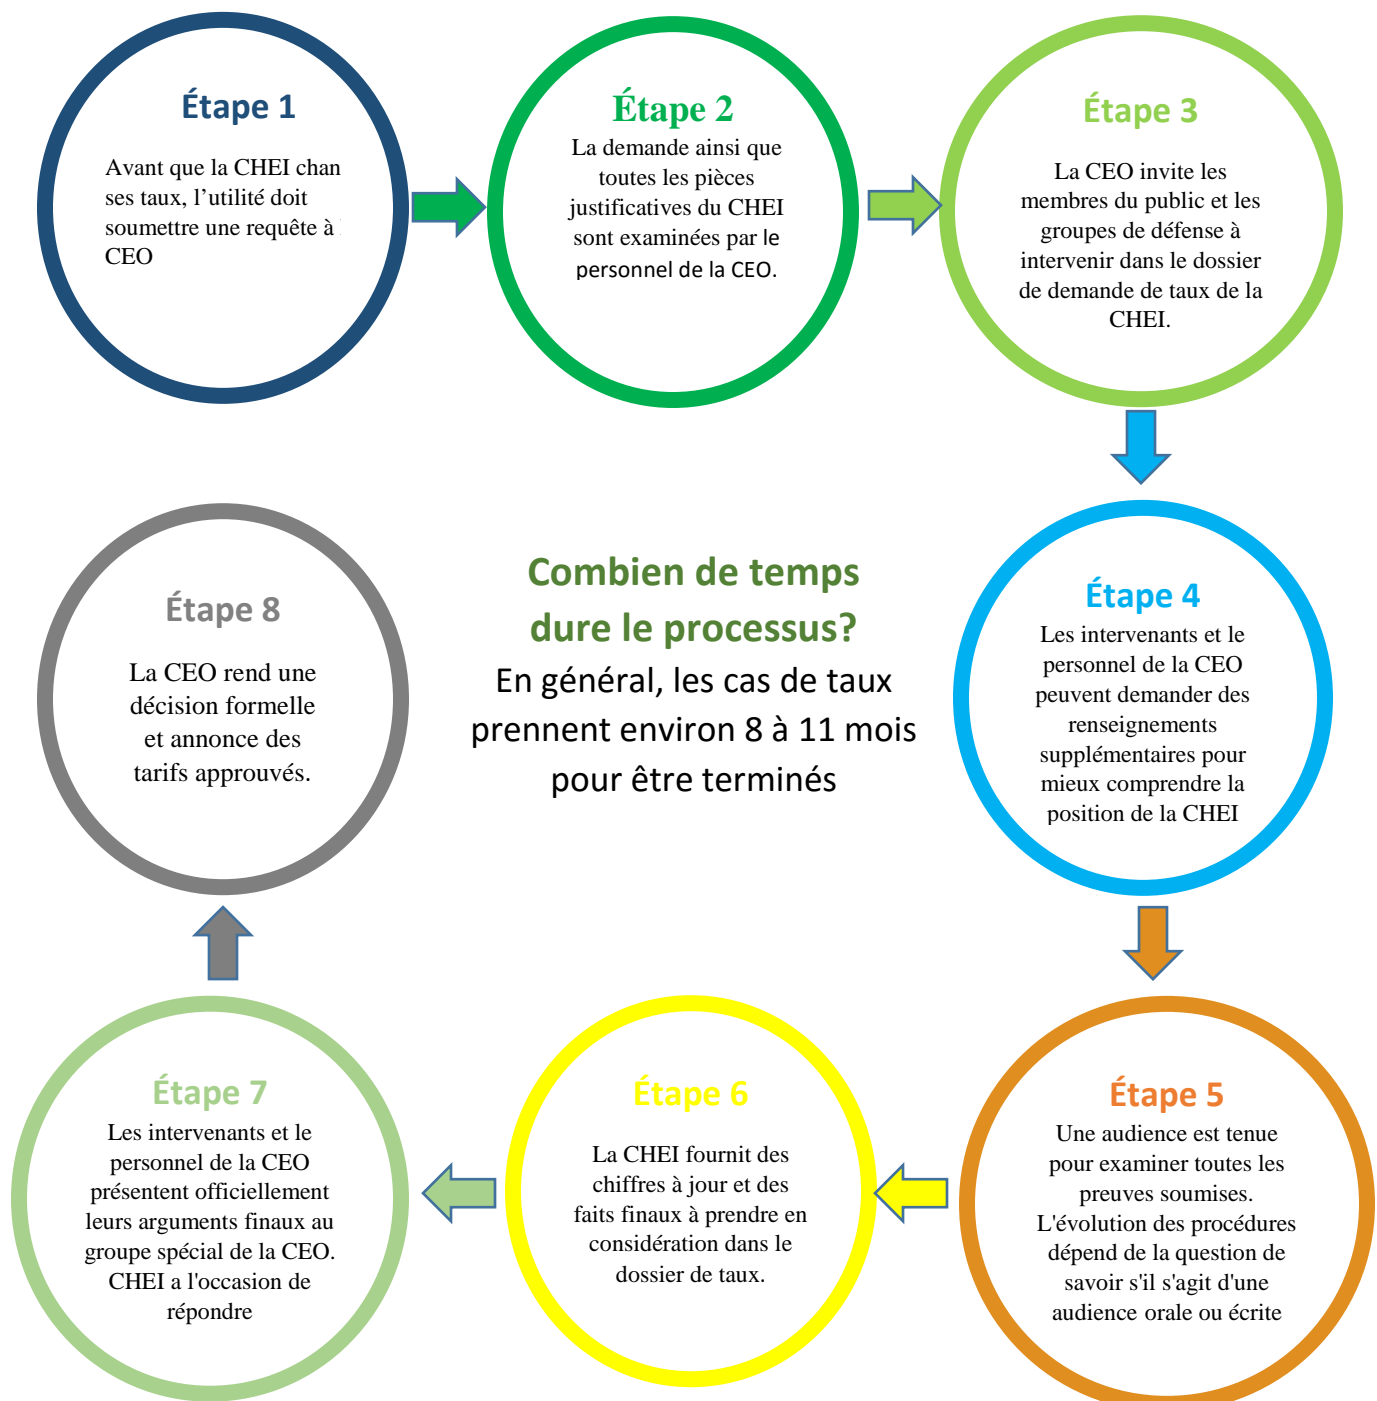 Étape 1
Avant que la CHEI chan
ses taux, l’utilité doit
soumettre une requête à
CEO
Étape 2
La demande ainsi que
toutes les pièces
justificatives du CHEI
sont examinées par le
personnel de la CEO.
Étape 3
La CEO invite les
membres du public et les
groupes de défense à
intervenir dans le dossier
de demande de taux de la
CHEI.
Étape 4
Les intervenants et le
personnel de la CEO
peuvent demander des
renseignements
supplémentaires pour
mieux comprendre la
position de la CHEI
Combien de temps
dure le processus?
En général, les cas de taux
prennent environ 8 à 11 mois
pour être terminés
Étape 5
Une audience est tenue
pour examiner toutes les
preuves soumises.
L'évolution des procédures
dépend de la question de
savoir s'il s'agit d'une
audience orale ou écrite
Étape 6
La CHEI fournit des
chiffres à jour et des
faits finaux à prendre en
considération dans le
dossier de taux.
Étape 7
Les intervenants et le
personnel de la CEO
présentent officiellement
leurs arguments finaux au
groupe spécial de la CEO.
CHEI a l'occasion de
répondre
Étape 8
La CEO rend une
décision formelle
et annonce des
tarifs approuvés.